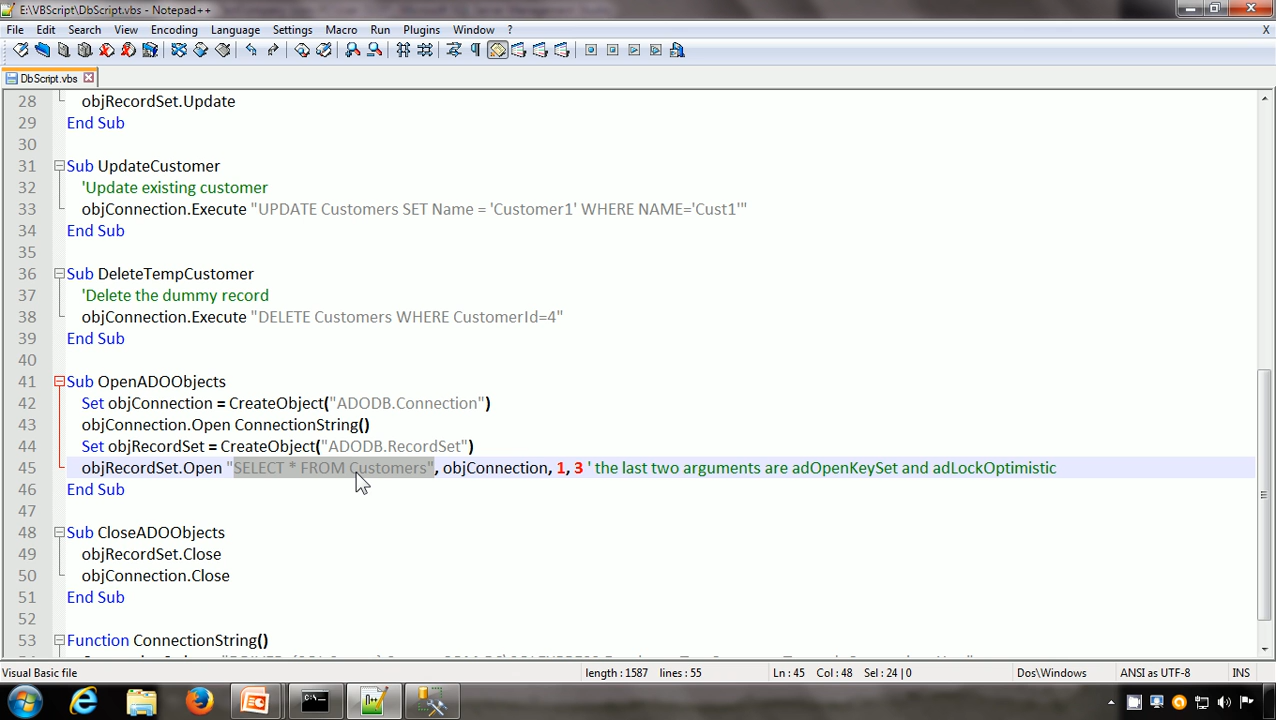 E:\VBScript\DbScript.vbs - Notepad++
File Edit Search View Encoding Language Settings Macro Run Plugins Window ? X
DbScript.vbs
28 objRecordSet.Update
29 End Sub
30
31 Sub UpdateCustomer
32 'Update existing customer
33 objConnection.Execute "UPDATE Customers SET Name = 'Customer1' WHERE NAME='Cust1'"
34 End Sub
35
36 Sub DeleteTempCustomer
37 'Delete the dummy record
38 objConnection.Execute "DELETE Customers WHERE CustomerId=4"
39 End Sub
40
41 Sub OpenADOObjects
42 Set objConnection = CreateObject("ADODB.Connection")
43 objConnection.Open ConnectionString()
44 Set objRecordSet = CreateObject("ADODB.RecordSet")
45 objRecordSet.Open "SELECT * FROM Customers", objConnection, 1, 3 ' the last two arguments are adOpenKeySet and adLockOptimistic
46 End Sub
47
48 Sub CloseADOObjects
49 objRecordSet.Close
50 objConnection.Close
51 End Sub
52
53 Function ConnectionString()
Visual Basic file length : 1587 lines : 55 Ln : 45 Col : 48 Sel : 24 | 0 Dos\Windows ANSI as UTF-8 INS